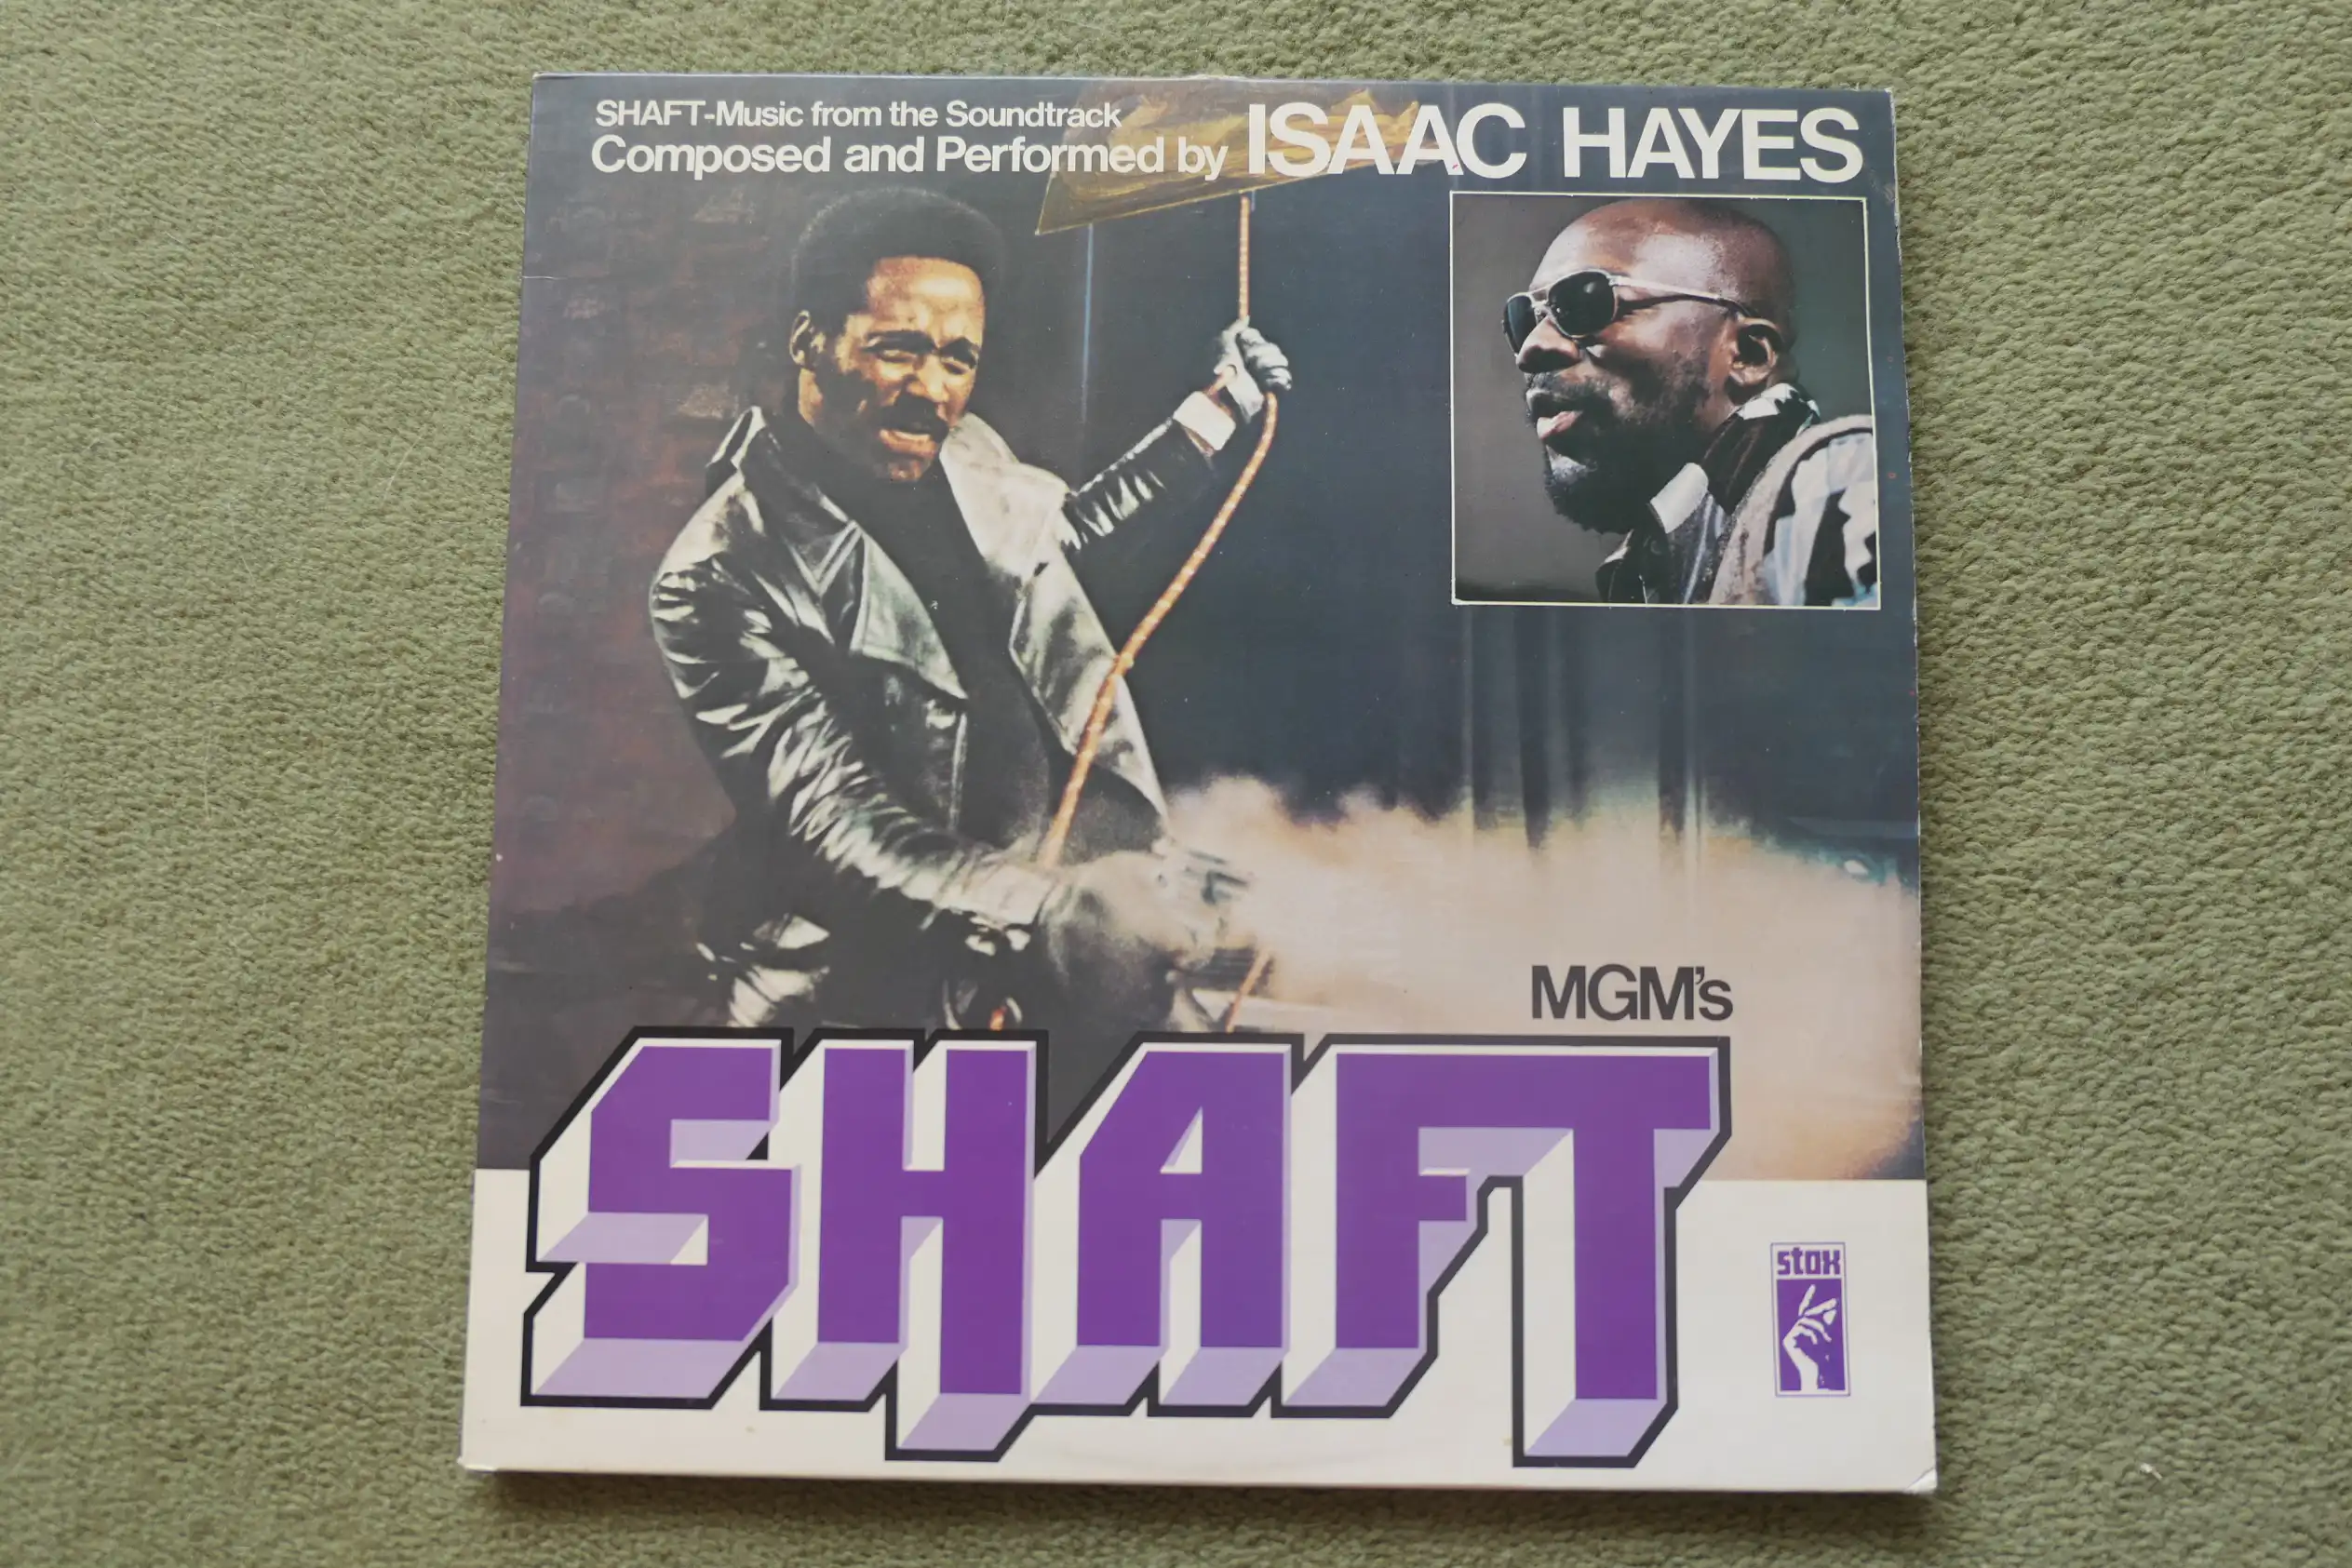 SHAFT-Music from the Soundtrack
Composed and Performed by ISAAC HAYES
MGM's
SHAFT
stax